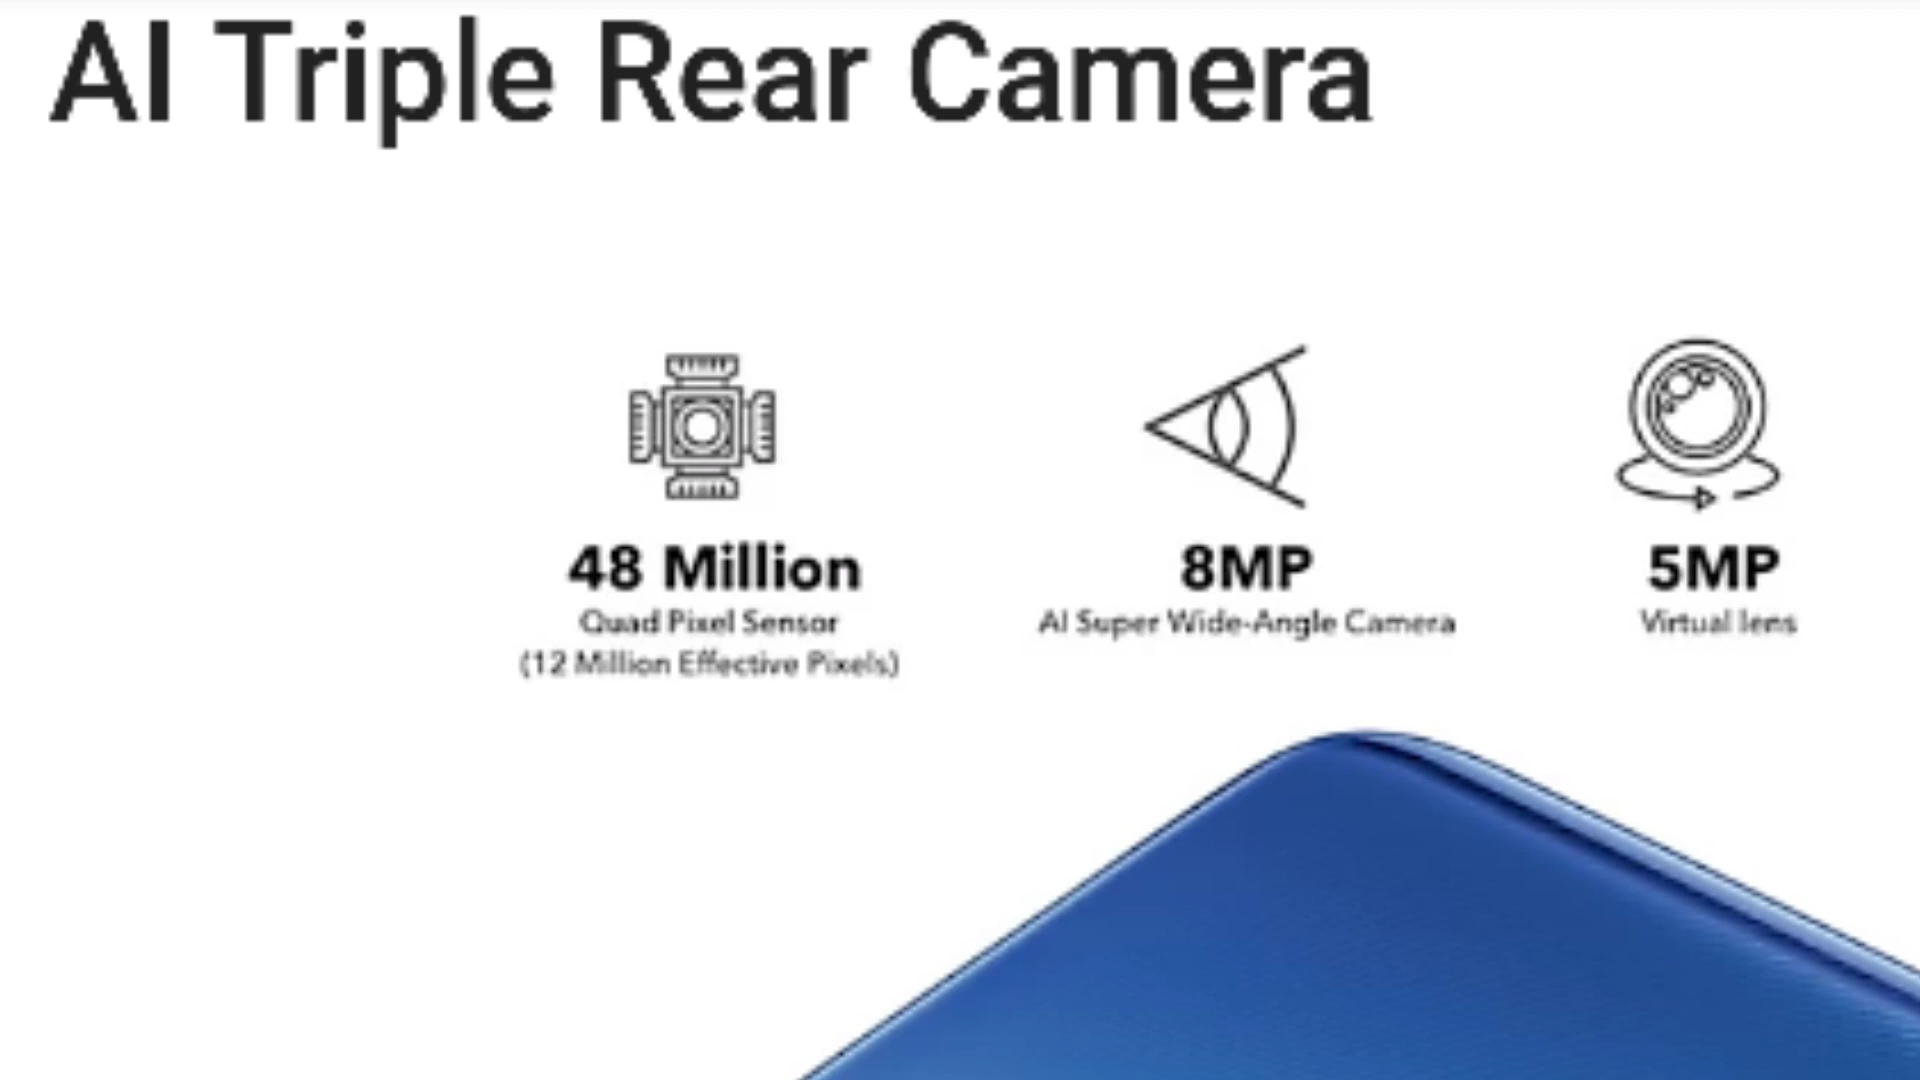 AI Triple Rear Camera
48 Million
Quad Pixel Sensor
(12 Million Effective Pixels)
8MP
AI Super Wide-Angle Camera
5MP
Virtual lens